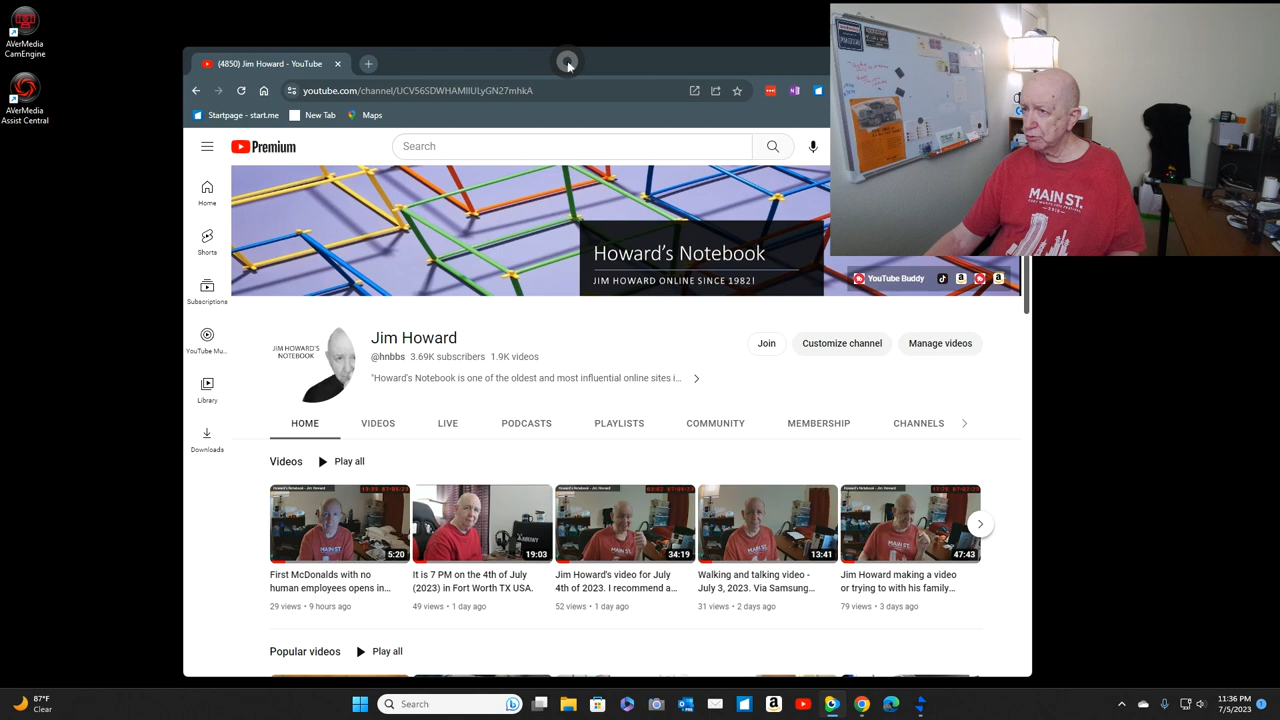 AVerMedia
CamEngine
AVerMedia
Assist Central
(4850) Jim Howard - YouTube
youtube.com/channel/UCV56SDWHAMIIULyGN27mhkA
Startpage - start.me
New Tab
Maps
Premium
Search
Home
Shorts
Subscriptions
YouTube Mu...
Library
Downloads
Howard's Notebook
JIM HOWARD ONLINE SINCE 1982!
YouTube Buddy
MAIN ST.
JIM HOWARD'S
NOTEBOOK
Jim Howard
@hnbbs 3.69K subscribers 1.9K videos
"Howard's Notebook is one of the oldest and most influential online sites i...
Join
Customize channel
Manage videos
HOME
VIDEOS
LIVE
PODCASTS
PLAYLISTS
COMMUNITY
MEMBERSHIP
CHANNELS
Videos
Play all
5:20
19:03
34:19
13:41
47:43
First McDonalds with no
human employees opens in...
29 views • 9 hours ago
It is 7 PM on the 4th of July
(2023) in Fort Worth TX USA.
49 views • 1 day ago
Jim Howard's video for July
4th of 2023. I recommend a...
52 views • 1 day ago
Walking and talking video -
July 3, 2023. Via Samsung...
31 views • 2 days ago
Jim Howard making a video
or trying to with his family...
79 views • 3 days ago
Popular videos
Play all
87°F
Clear
Search
11:36 PM
7/5/2023